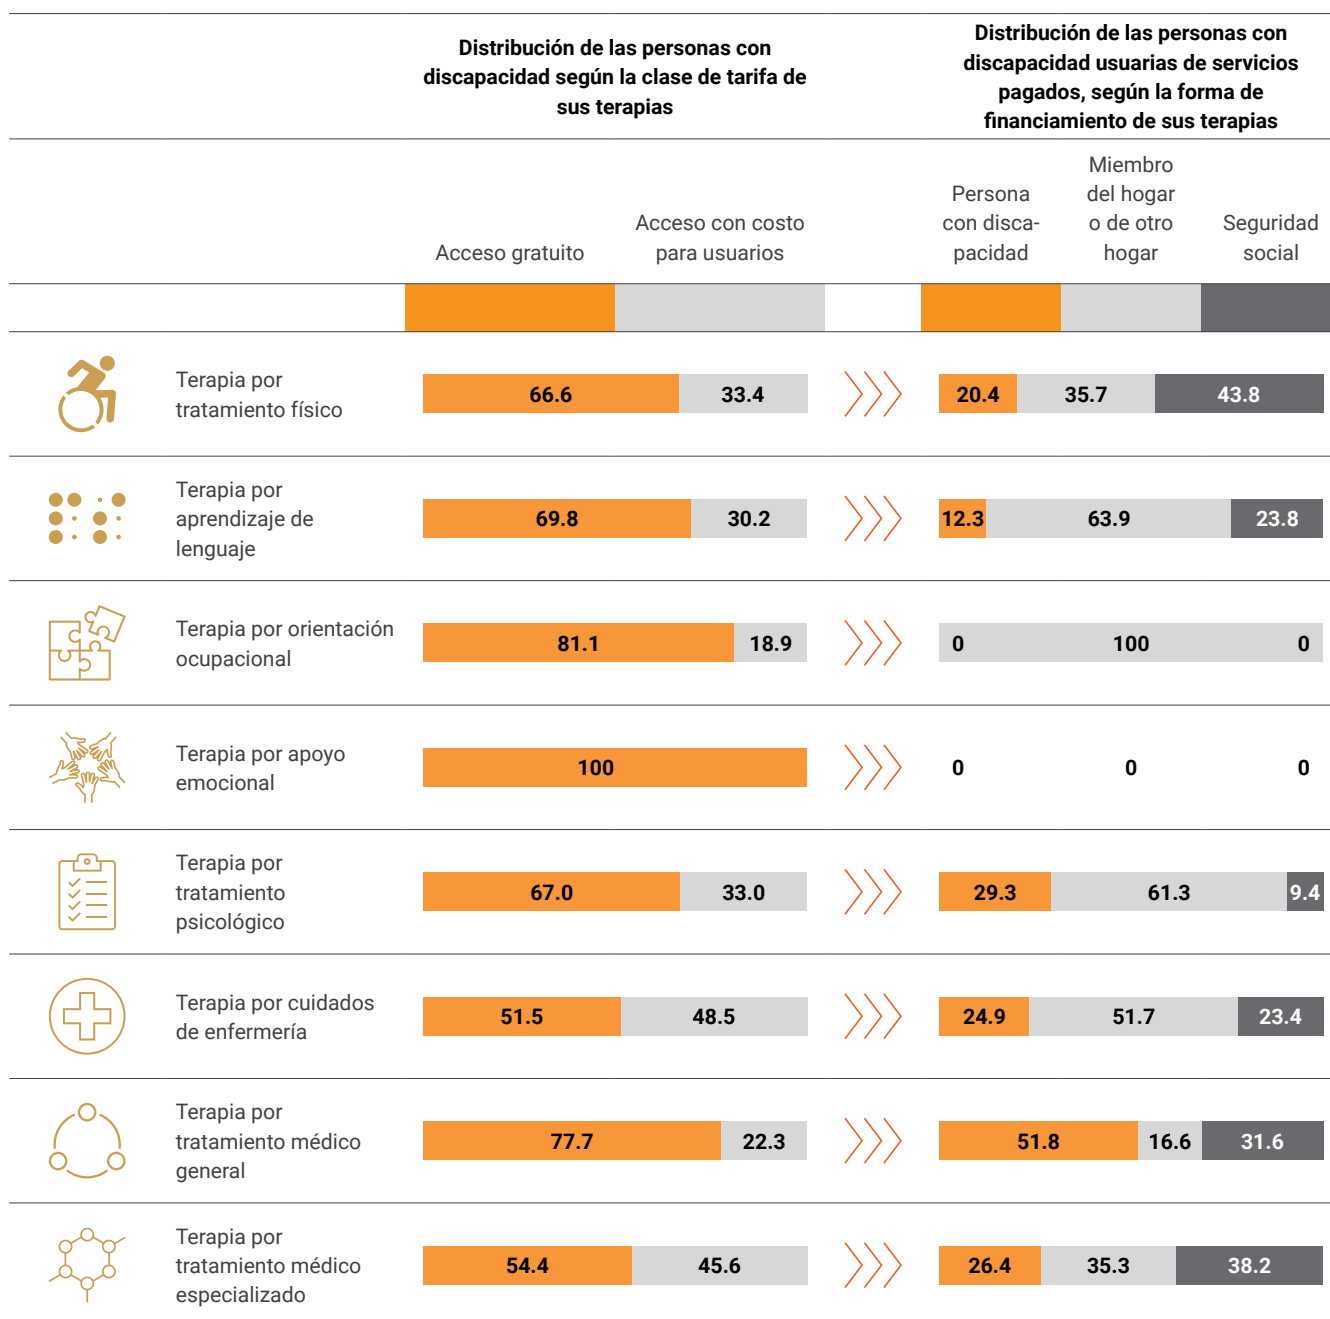 Distribución de las personas con
discapacidad según la clase de tarifa de
sus terapias
Distribución de las personas con
discapacidad usuarias de servicios
pagados, según la forma de
financiamiento de sus terapias
Acceso gratuito
Acceso con costo
para usuarios
Persona
con disca-
pacidad
Miembro
del hogar
o de otro
hogar
Seguridad
social
Terapia por
tratamiento físico
66.6 33.4 20.4 35.7 43.8
Terapia por
aprendizaje de
lenguaje
69.8 30.2 12.3 63.9 23.8
Terapia por orientación
ocupacional
81.1 18.9 0 100 0
Terapia por apoyo
emocional
100 0 0 0
Terapia por
tratamiento
psicológico
67.0 33.0 29.3 61.3 9.4
Terapia por cuidados
de enfermería
51.5 48.5 24.9 51.7 23.4
Terapia por
tratamiento médico
general
77.7 22.3 51.8 16.6 31.6
Terapia por
tratamiento médico
especializado
54.4 45.6 26.4 35.3 38.2